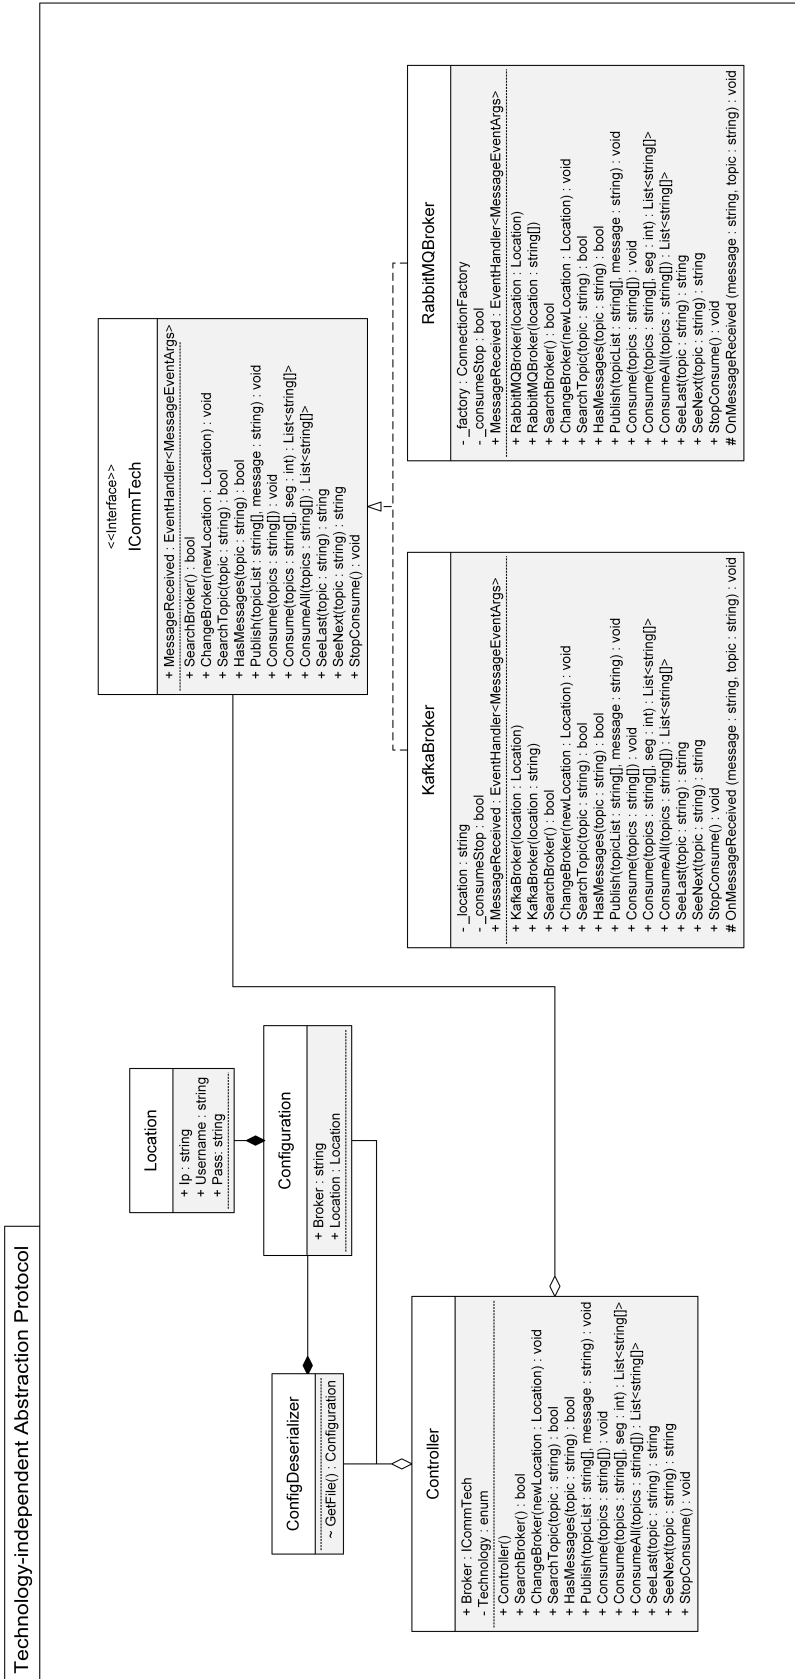 Technology-independent Abstraction Protocol
ConfigDeserializer
~ GetFile() : Configuration
Location
+ Ip : string
+ Username : string
+ Pass: string
Configuration
+ Broker : string
+ Location : Location
Controller
+ Broker : ICommTech
- Technology : enum
+ Controller()
+ SearchBroker() : bool
+ ChangeBroker(newLocation : Location) : void
+ SearchTopic(topic : string) : bool
+ HasMessages(topic : string) : bool
+ Publish(topicList : string[], message : string) : void
+ Consume(topics : string[]) : void
+ Consume(topics : string[], seg : int) : List<string[]>
+ ConsumeAll(topics : string[]) : List<string[]>
+ SeeLast(topic : string) : string
+ SeeNext(topic : string) : string
+ StopConsume() : void
<<Interface>>
ICommTech
+ MessageReceived : EventHandler<MessageEventArgs>
+ SearchBroker() : bool
+ ChangeBroker(newLocation : Location) : void
+ SearchTopic(topic : string) : bool
+ HasMessages(topic : string) : bool
+ Publish(topicList : string[], message : string) : void
+ Consume(topics : string[]) : void
+ Consume(topics : string[], seg : int) : List<string[]>
+ ConsumeAll(topics : string[]) : List<string[]>
+ SeeLast(topic : string) : string
+ SeeNext(topic : string) : string
+ StopConsume() : void
KafkaBroker
- _location : string
- _consumeStop : bool
+ MessageReceived : EventHandler<MessageEventArgs>
+ KafkaBroker(location : Location)
+ KafkaBroker(location : string)
+ SearchBroker() : bool
+ ChangeBroker(newLocation : Location) : void
+ SearchTopic(topic : string) : bool
+ HasMessages(topic : string) : bool
+ Publish(topicList : string[], message : string) : void
+ Consume(topics : string[]) : void
+ Consume(topics : string[], seg : int) : List<string[]>
+ ConsumeAll(topics : string[]) : List<string[]>
+ SeeLast(topic : string) : string
+ SeeNext(topic : string) : string
+ StopConsume() : void
# OnMessageReceived (message : string, topic : string) : void
RabbitMQBroker
- _factory : ConnectionFactory
- _consumeStop : bool
+ MessageReceived : EventHandler<MessageEventArgs>
+ RabbitMQBroker(location : Location)
+ RabbitMQBroker(location : string[])
+ SearchBroker() : bool
+ ChangeBroker(newLocation : Location) : void
+ SearchTopic(topic : string) : bool
+ HasMessages(topic : string) : bool
+ Publish(topicList : string[], message : string) : void
+ Consume(topics : string[]) : void
+ Consume(topics : string[], seg : int) : List<string[]>
+ ConsumeAll(topics : string[]) : List<string[]>
+ SeeLast(topic : string) : string
+ SeeNext(topic : string) : string
+ StopConsume() : void
# OnMessageReceived (message : string, topic : string) : void